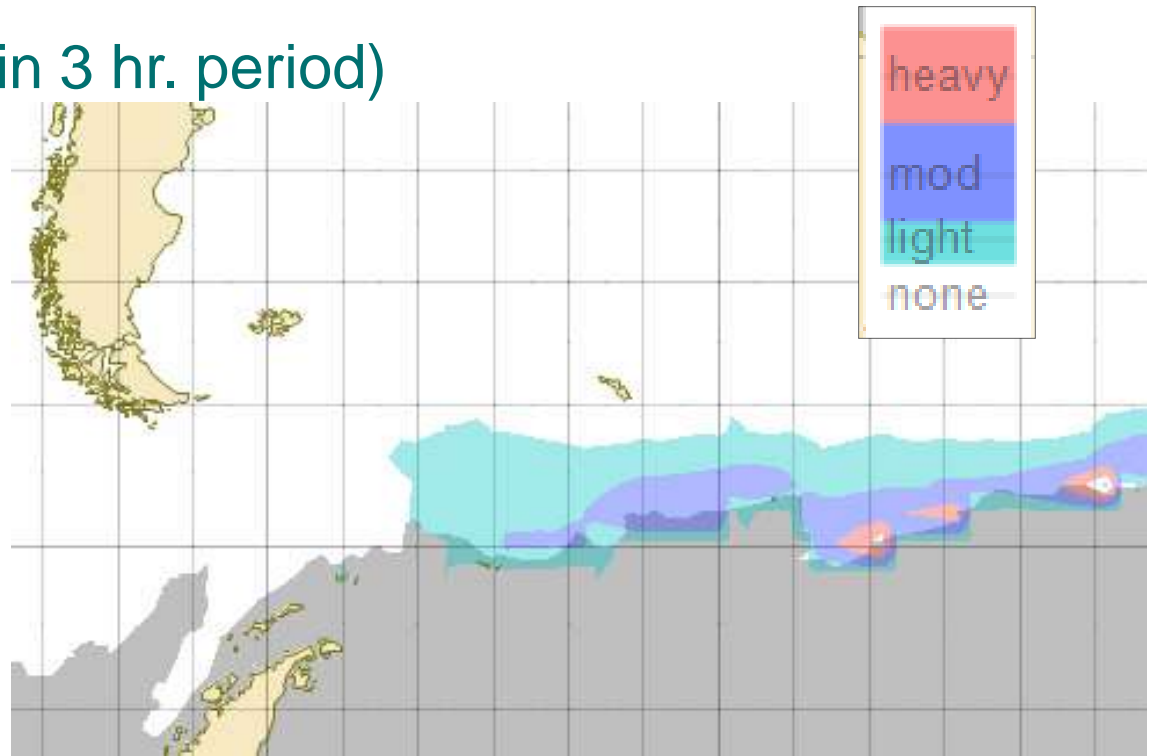 in 3 hr. period)
heavy
mod
light
none